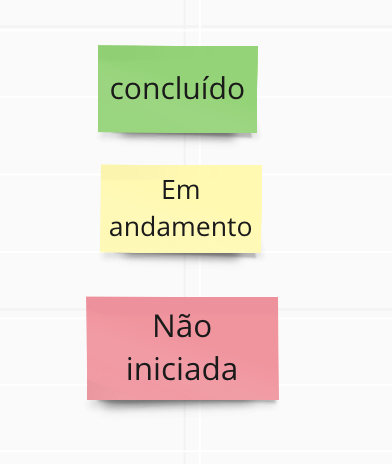 concluído
Em
andamento
Não
iniciada